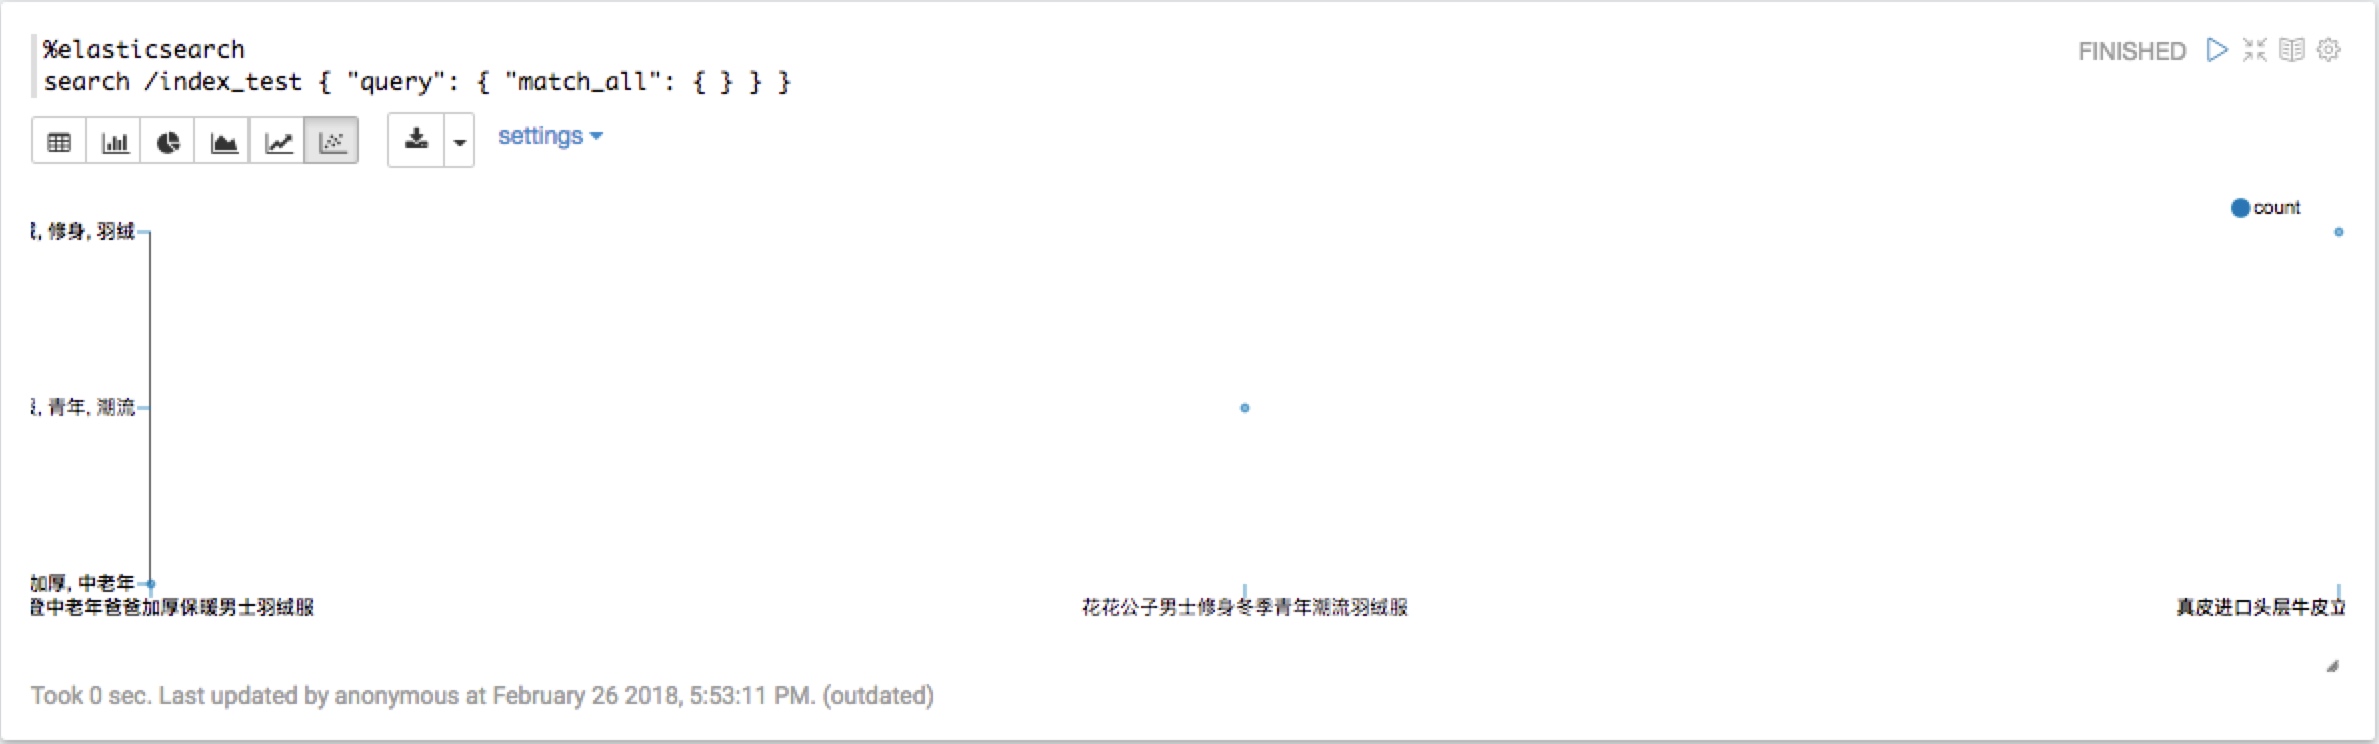 %elasticsearch
search /index_test { "query": { "match_all": { } } }
FINISHED
settings
count
, 修身, 羽绒
, 青年, 潮流
加厚, 中老年
中老年爸爸加厚保暖男士羽绒服
花花公子男士修身冬季青年潮流羽绒服
真皮进口头层牛皮立
Took 0 sec. Last updated by anonymous at February 26 2018, 5:53:11 PM. (outdated)